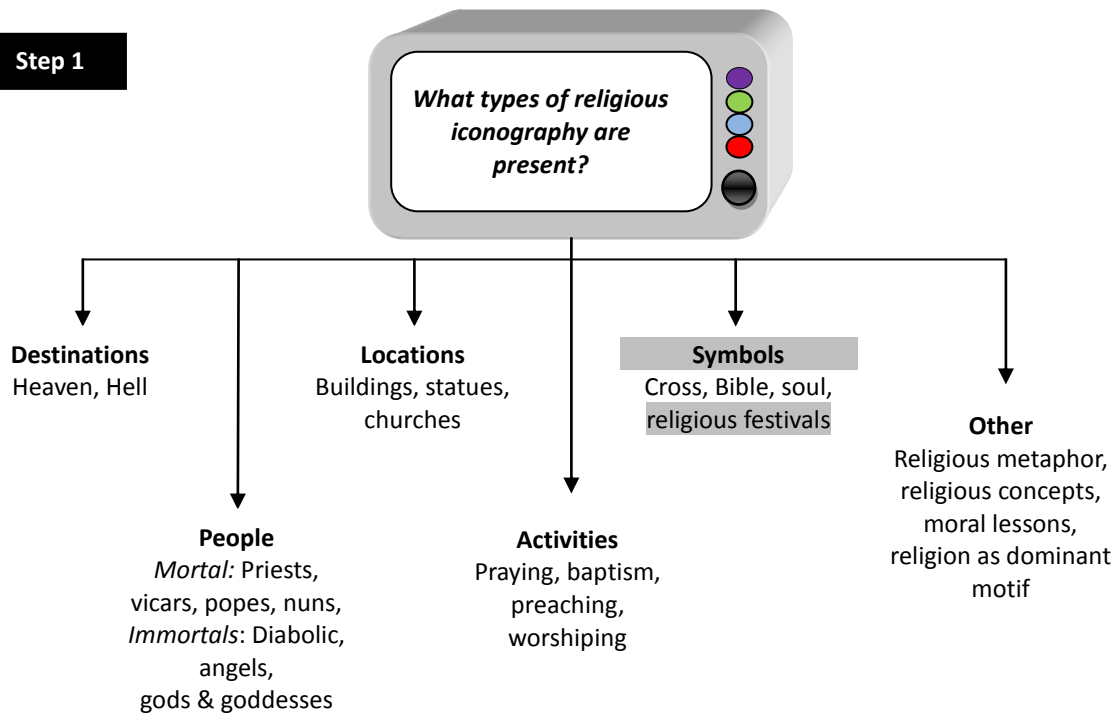 Step 1
What types of religious
iconography are
present?
Destinations
Heaven, Hell
People
Mortal: Priests,
vicars, popes, nuns,
Immortals: Diabolic,
angels,
gods & goddesses
Locations
Buildings, statues,
churches
Activities
Praying, baptism,
preaching,
worshiping
Symbols
Cross, Bible, soul,
religious festivals
Other
Religious metaphor,
religious concepts,
moral lessons,
religion as dominant
motif